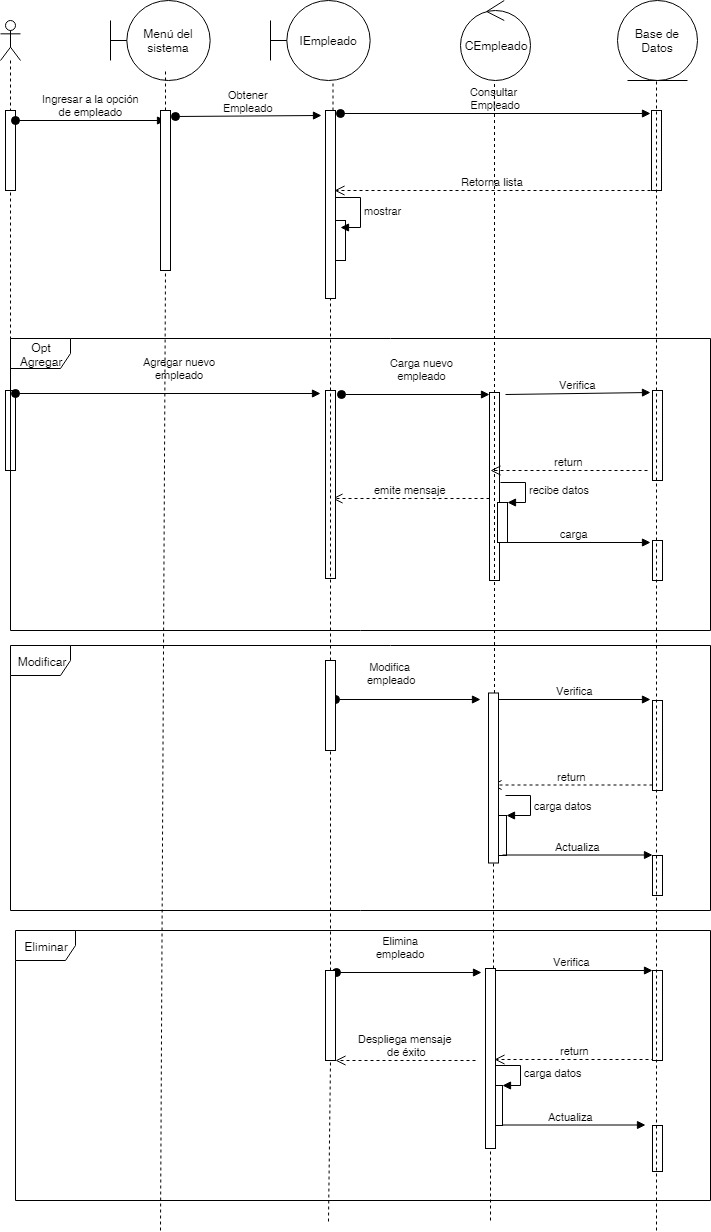 Menú del
sistema
IEmpleado
CEmpleado
Base de
Datos
Ingresar a la opción
de empleado
Obtener
Empleado
Consultar
Empleado
Retorna lista
mostrar
Opt
Agregar
Agregar nuevo
empleado
Carga nuevo
empleado
Verifica
return
emite mensaje
recibe datos
carga
Modificar
Modifica
empleado
Verifica
return
carga datos
Actualiza
Eliminar
Elimina
empleado
Verifica
Despliega mensaje
de éxito
return
carga datos
Actualiza